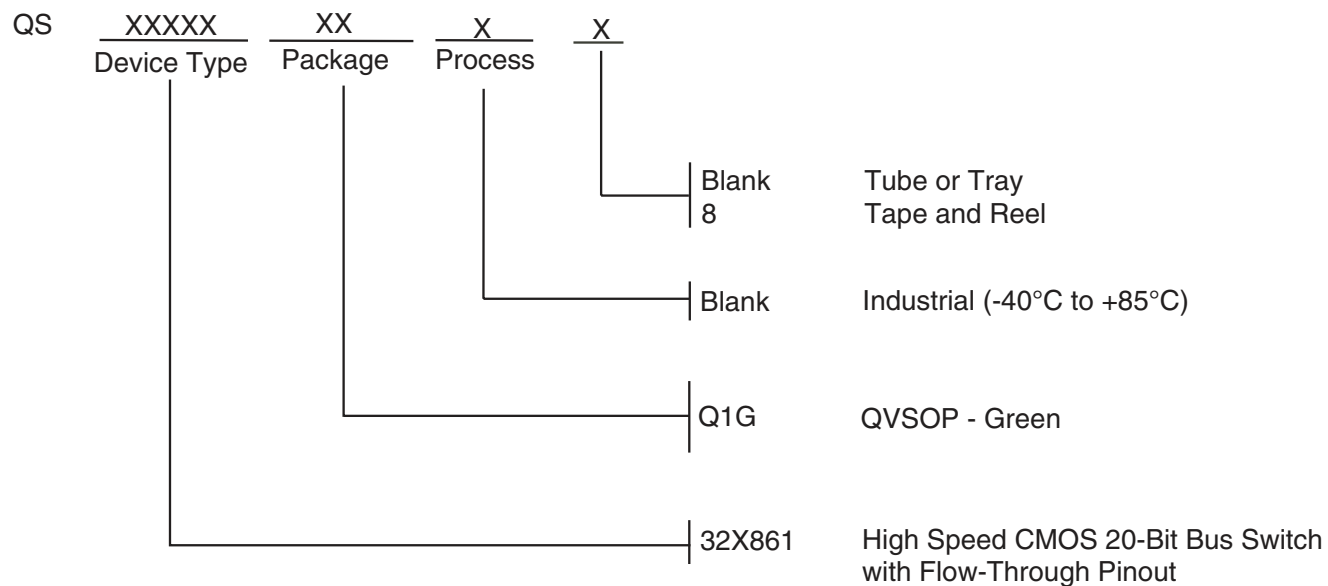 QS XXXXX XX X X
Device Type Package Process
Blank Tube or Tray
8 Tape and Reel
Blank Industrial (-40°C to +85°C)
Q1G QVSOP - Green
32X861 High Speed CMOS 20-Bit Bus Switch
with Flow-Through Pinout